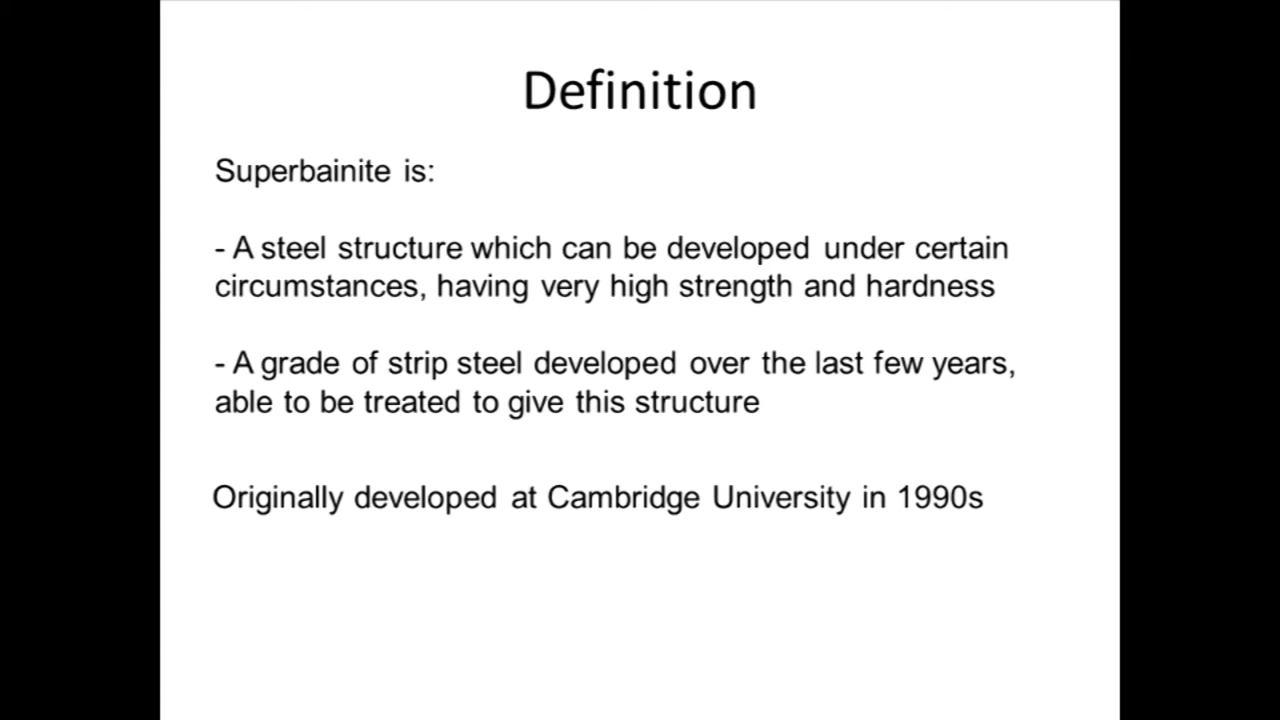 Definition
Superbainite is:
- A steel structure which can be developed under certain
circumstances, having very high strength and hardness
- A grade of strip steel developed over the last few years,
able to be treated to give this structure
Originally developed at Cambridge University in 1990s